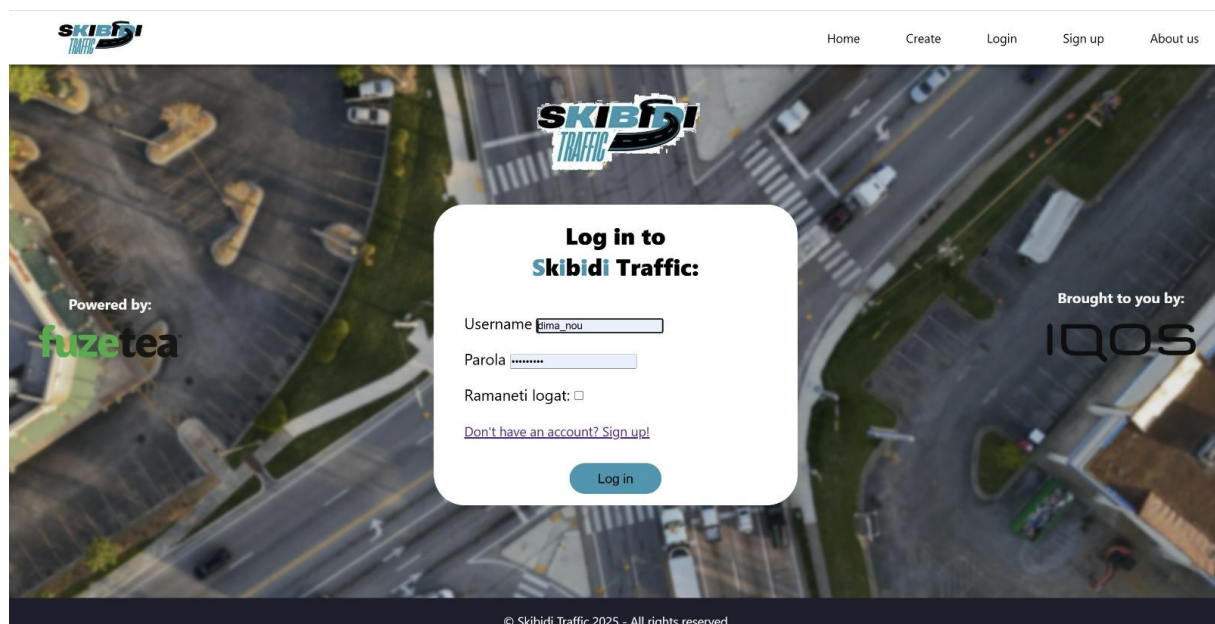 SKIBIDI
TRAFFIC
Home
Create
Login
Sign up
About us
SKIBIDI
TRAFFIC
Log in to
Skibidi Traffic:
Powered by:
fuzetea
Brought to you by:
IQOS
Username dima_nou
Parola •••••••••
Ramaneti logat:
Don't have an account? Sign up!
Log in
© Skibidi Traffic 2025 - All rights reserved